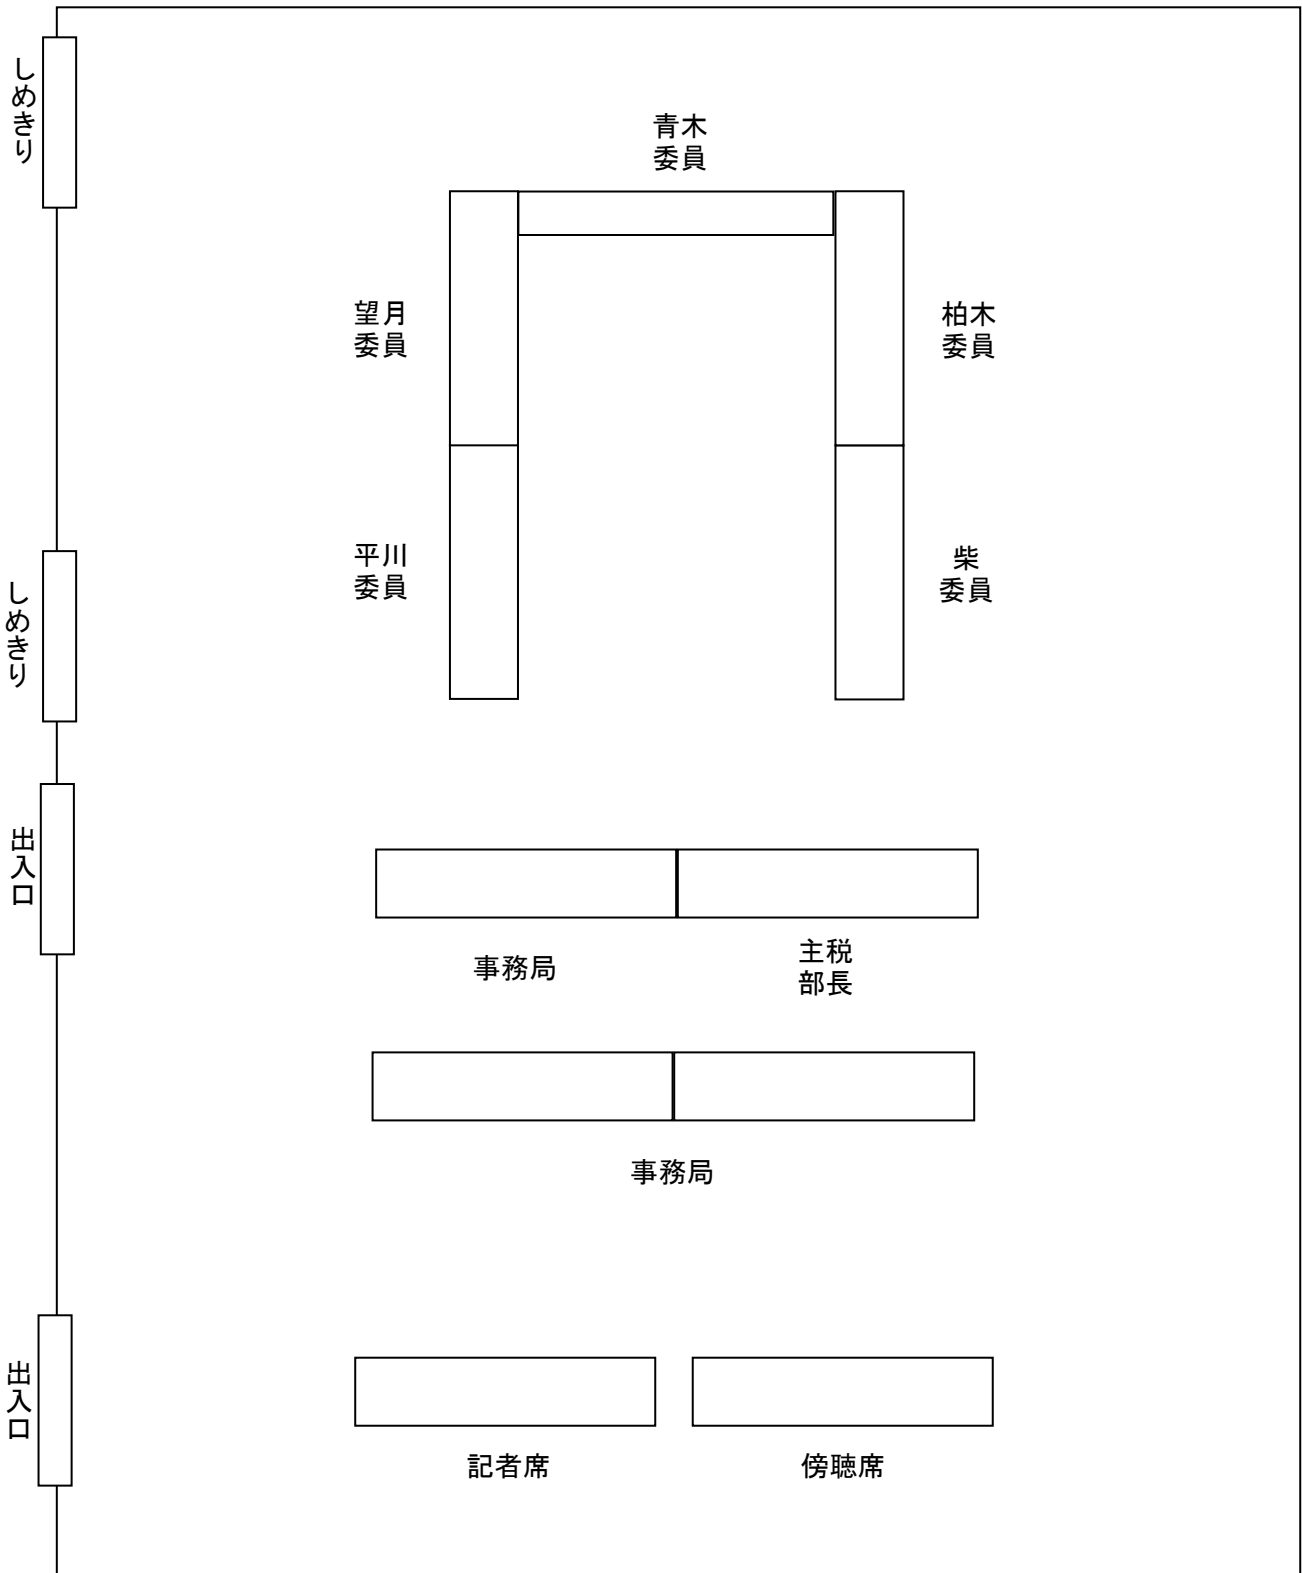 しめきり
青木
委員
望月
委員
柏木
委員
平川
委員
柴
委員
しめきり
出入口
事務局
主税
部長
事務局
出入口
記者席
傍聴席